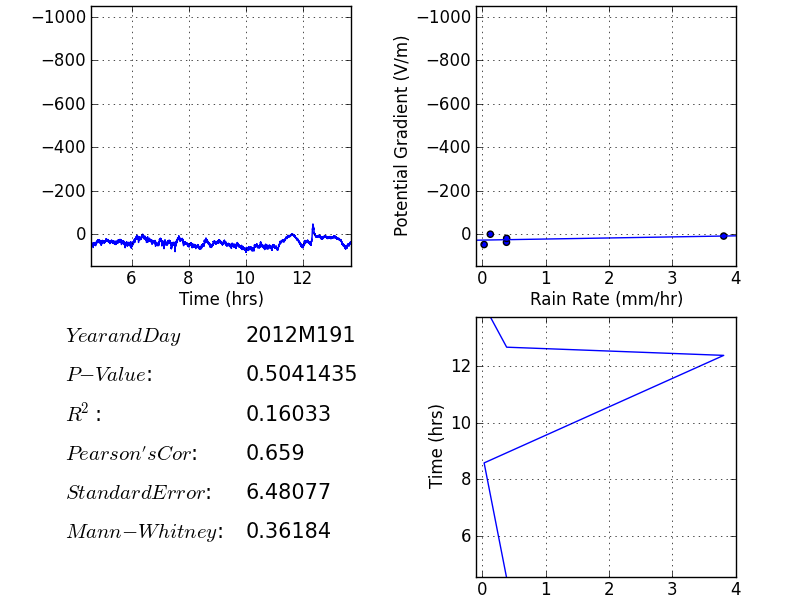 −1000
−800
−600
−400
−200
0
6 8 10 12
Time (hrs)
Potential Gradient (V/m)
−1000
−800
−600
−400
−200
0
0 1 2 3 4
Rain Rate (mm/hr)
YearandDay 2012M191
P−Value: 0.5041435
R²: 0.16033
Pearson'sCor: 0.659
StandardError: 6.48077
Mann−Whitney: 0.36184
Time (hrs)
12
10
8
6
0 1 2 3 4